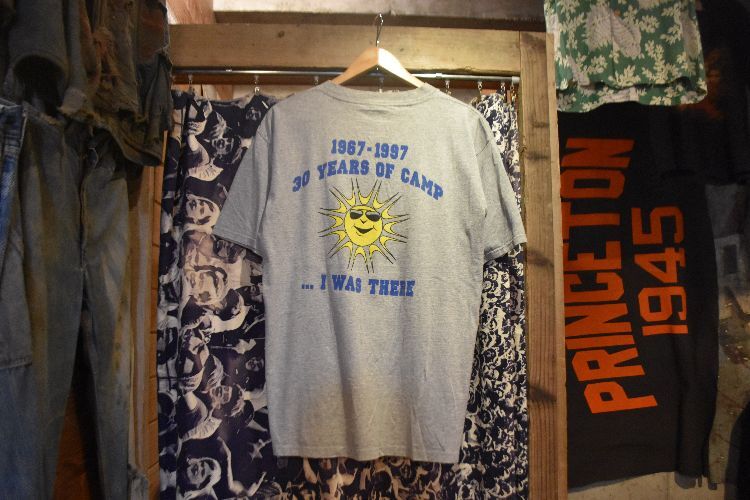 1967-1997
30 YEARS OF CAMP
... I WAS THERE
PRINCETON
1945